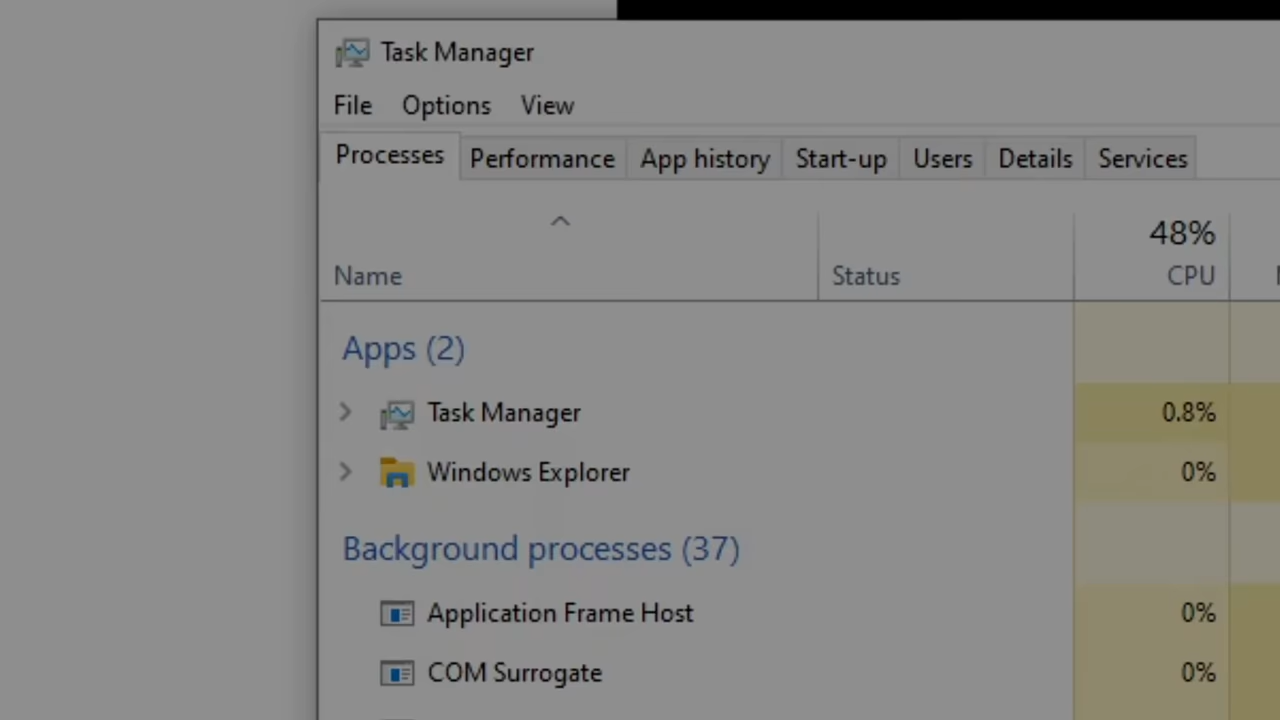 Task Manager
File Options View
Processes Performance App history Start-up Users Details Services
48%
Name Status CPU
Apps (2)
Task Manager 0.8%
Windows Explorer 0%
Background processes (37)
Application Frame Host 0%
COM Surrogate 0%